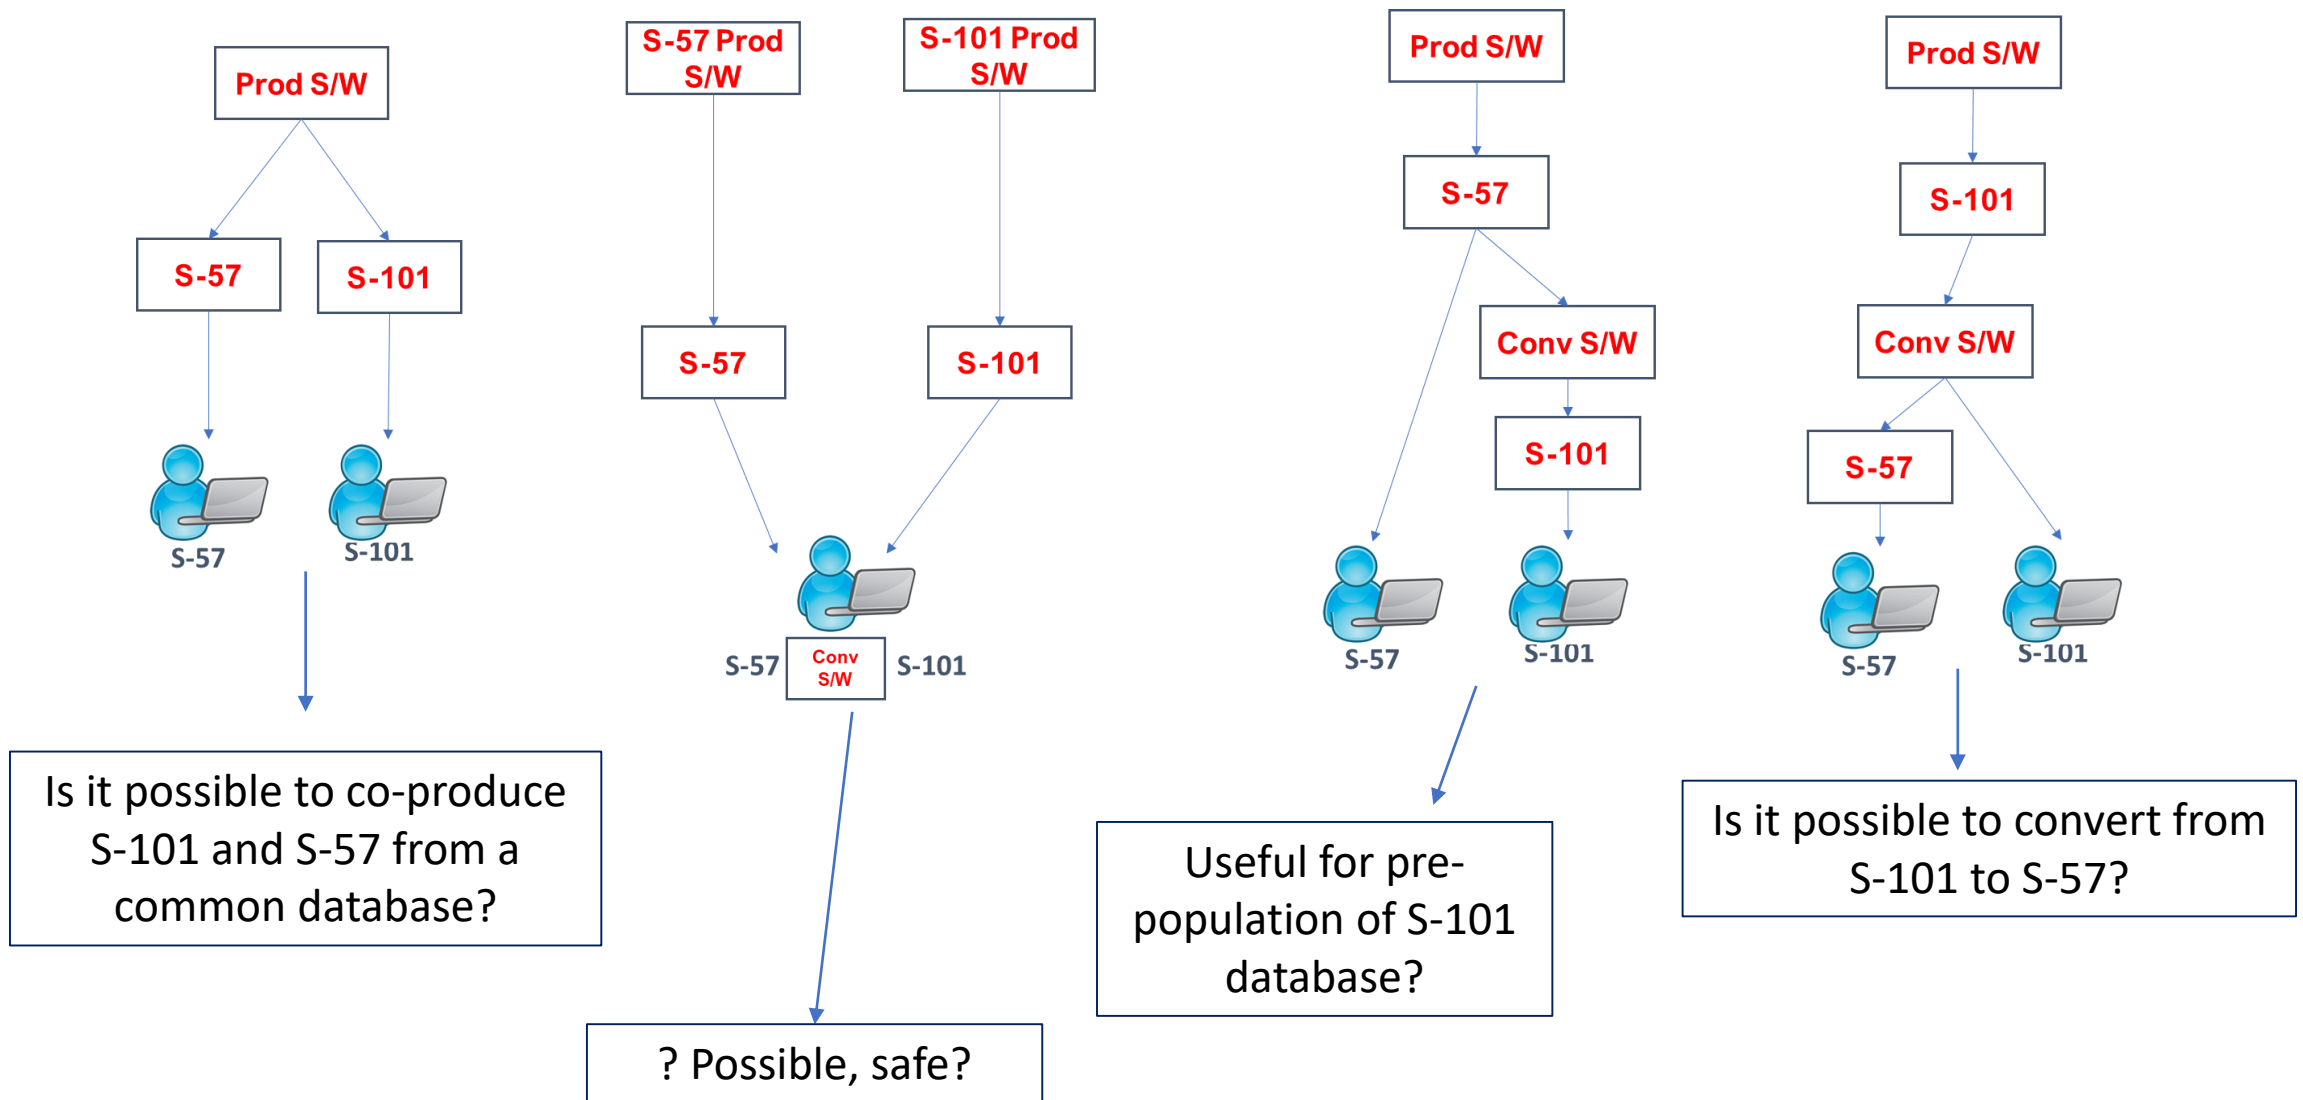 Prod S/W
S-57
S-101
S-57
S-101
Is it possible to co-produce
S-101 and S-57 from a
common database?
S-57 Prod
S/W
S-101 Prod
S/W
S-57
S-101
S-57
Conv
S/W
S-101
? Possible, safe?
Prod S/W
S-57
Conv S/W
S-101
S-57
S-101
Useful for pre-
population of S-101
database?
Prod S/W
S-101
Conv S/W
S-57
S-57
S-101
Is it possible to convert from
S-101 to S-57?